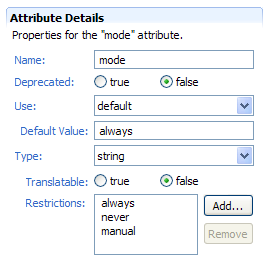 Attribute Details
Properties for the "mode" attribute.
Name: mode
Deprecated: true false
Use: default
Default Value: always
Type: string
Translatable: true false
Restrictions: always Add...
never
manual Remove